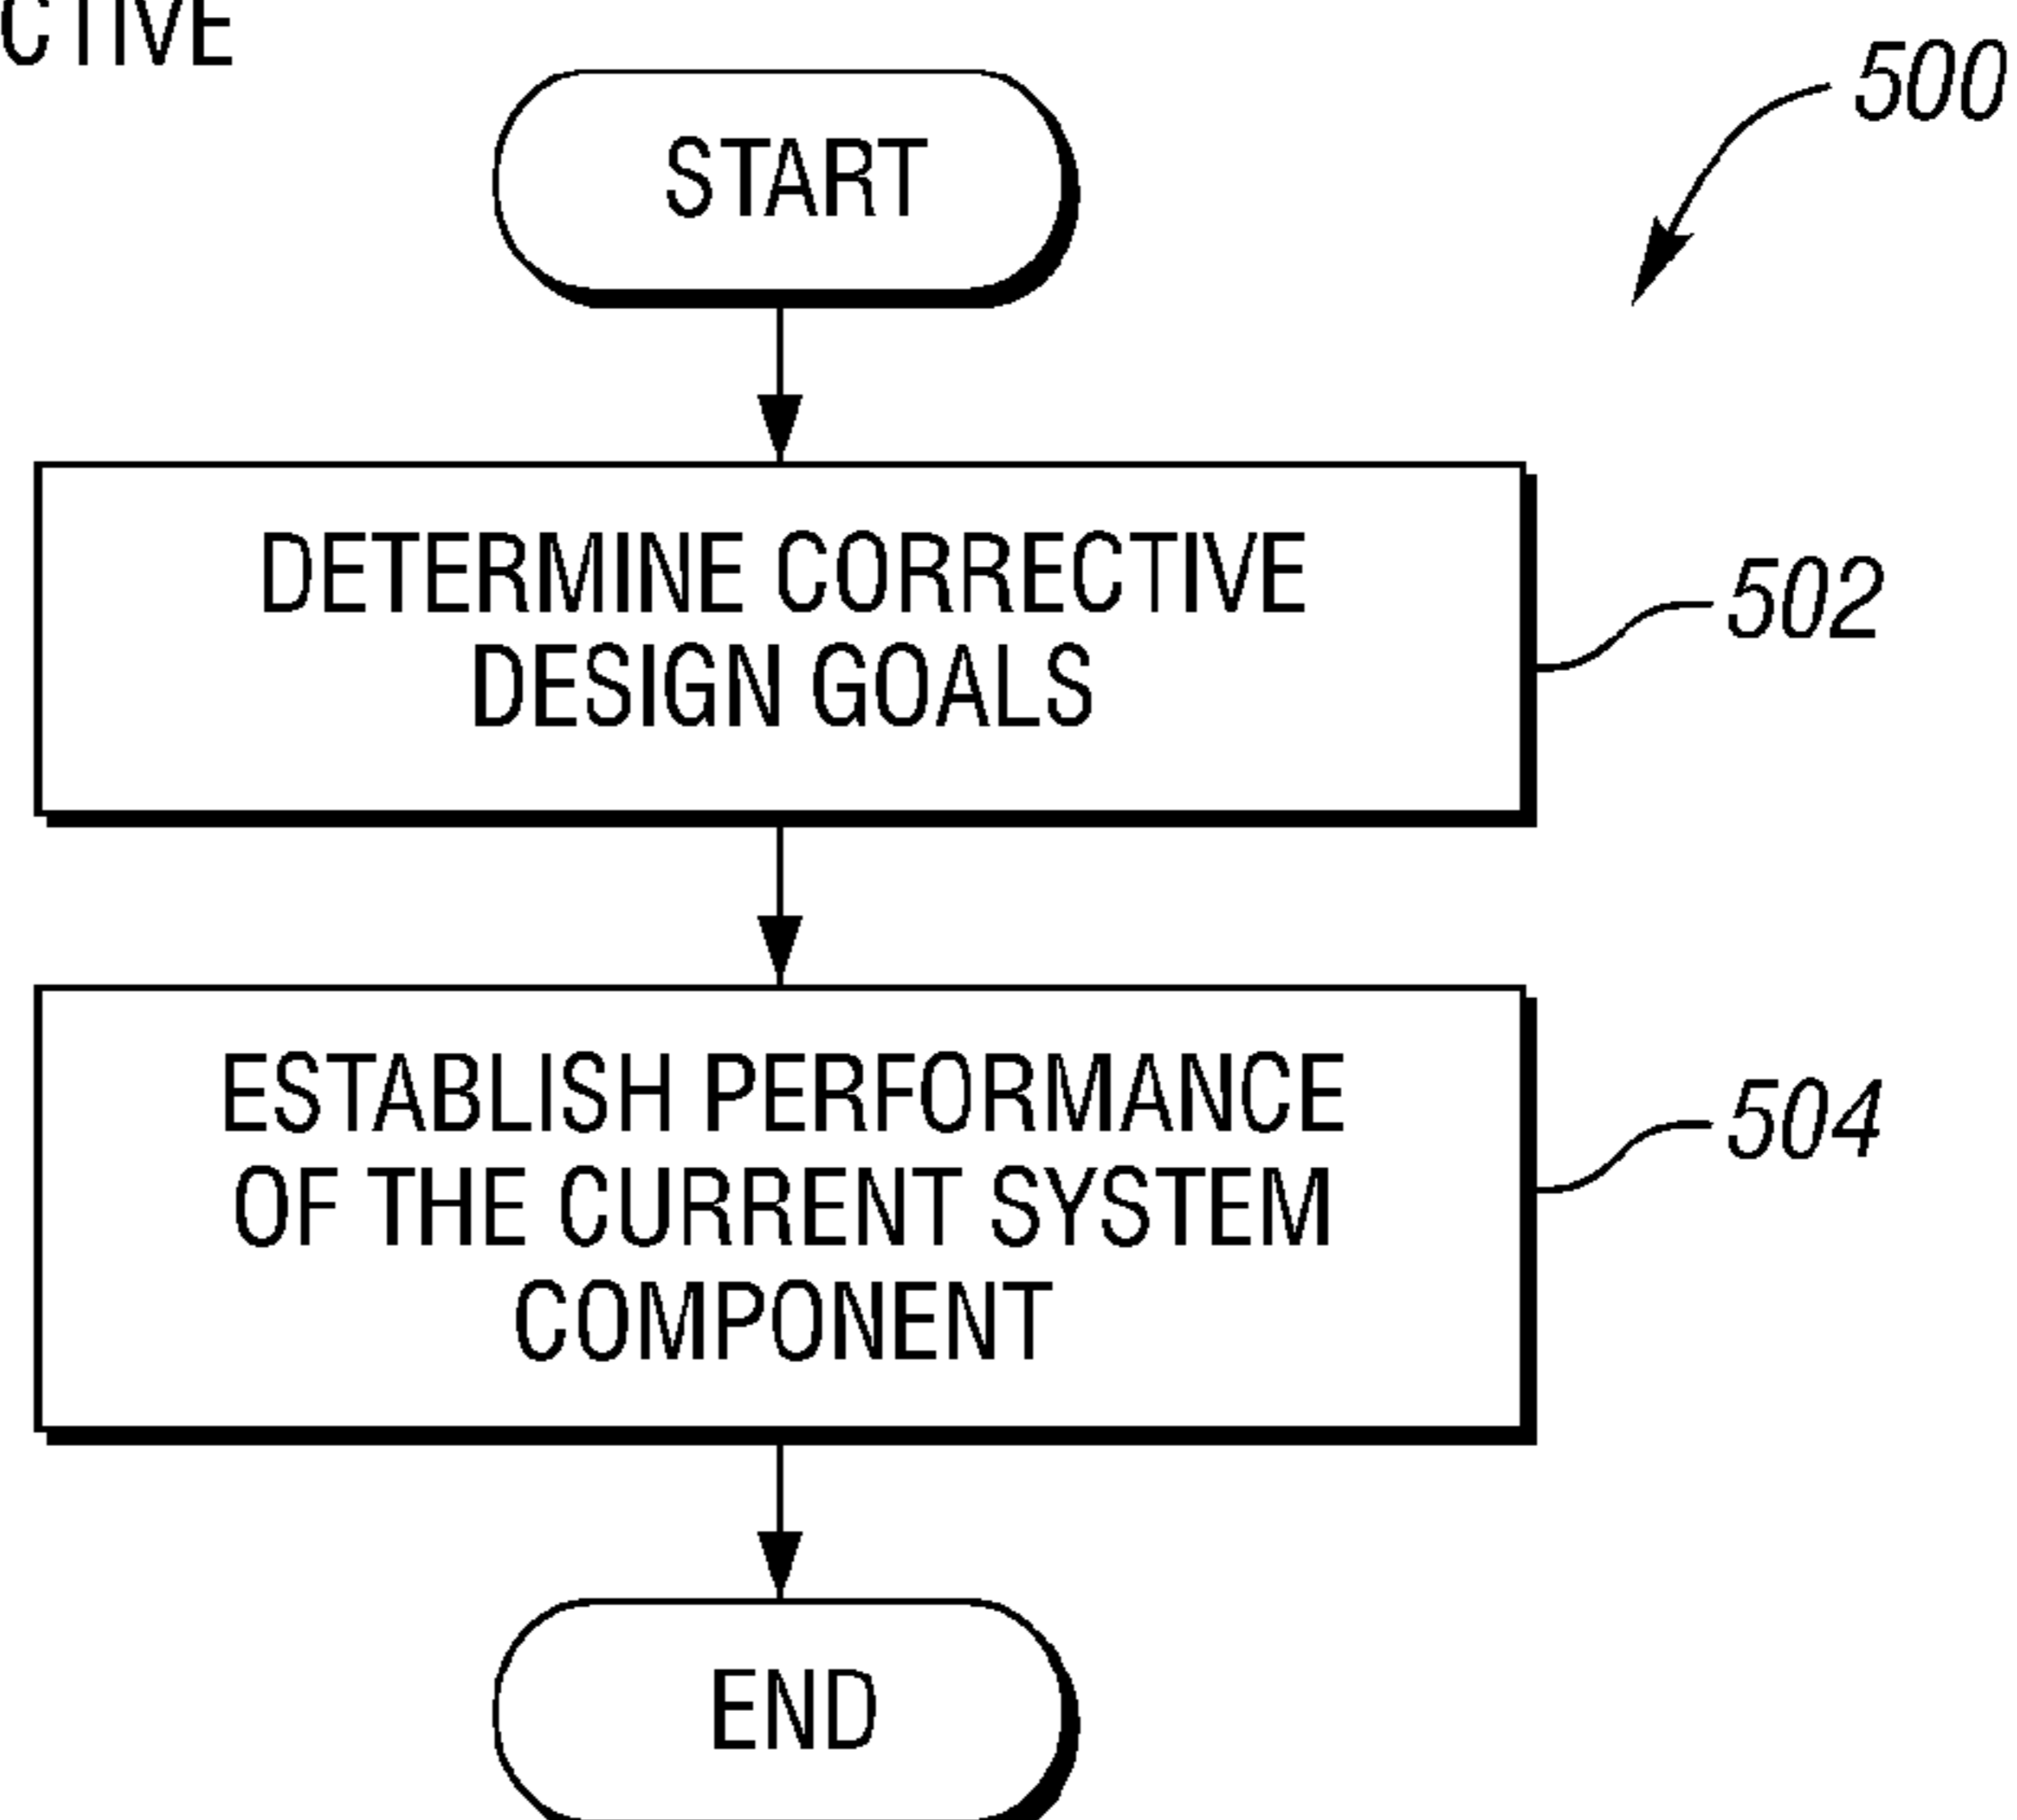 CTIVE
500
START
DETERMINE CORRECTIVE
DESIGN GOALS
502
ESTABLISH PERFORMANCE
OF THE CURRENT SYSTEM
COMPONENT
504
END